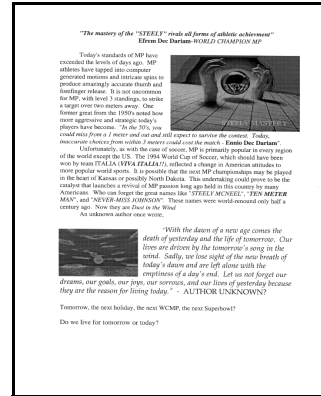 "The mastery of the "STEELY" rivals all forms of athletic achievment"
Efrem Dec Dariam-WORLD CHAMPION MP
Today's standards of MP have
exceeded the levels of days ago. MP
athletes have tapped into computer
generated motions and intricate spins to
produce amazingly accurate thumb and
forefinger release. It is not uncommon
for MP, with level 3 standings, to strike
a target over two meters away. One
former great from the 1950's noted how
more aggressive and strategic today's
players have become. "In the 50's, you
could miss from a 1 meter and out and still expect to survive the contest. Today,
inaccurate choices from within 3 meters could cost the match - Ennio Dec Dariam"
STEELY MASTERY
Unfortunately, as with the case of soccer, MP is primarily popular in every region
of the world except the US. The 1994 World Cup of Soccer, which should have been
won by team ITALIA (VIVA ITALIA!!), reflected a change in American attitudes to
more popular world sports. It is possible that the next MP championships may be played
in the heart of Kansas or possibly North Dakota. This undertaking could prove to be the
catalyst that launches a revival of MP passion long ago held in this country by many
Americans. Who can forget the great names like "STEELY MCNEEL", "TEN METER
MAN", and "NEVER-MISS JOHNSON". These names were world-renound only half a
century ago. Now they are Dust in the Wind
An unknown author once wrote,
"With the dawn of a new age comes the
death of yesterday and the life of tomorrow. Our
lives are driven by the tomorrow's song in the
wind. Sadly, we lose sight of the new breath of
today's dawn and are left alone with the
emptiness of a day's end. Let us not forget our
dreams, our goals, our joys, our sorrows, and our lives of yesterday because
they are the reason for living today." - AUTHOR UNKNOWN?
Tomorrow, the next holiday, the next WCMP, the next Superbowl?
Do we live for tomorrow or today?